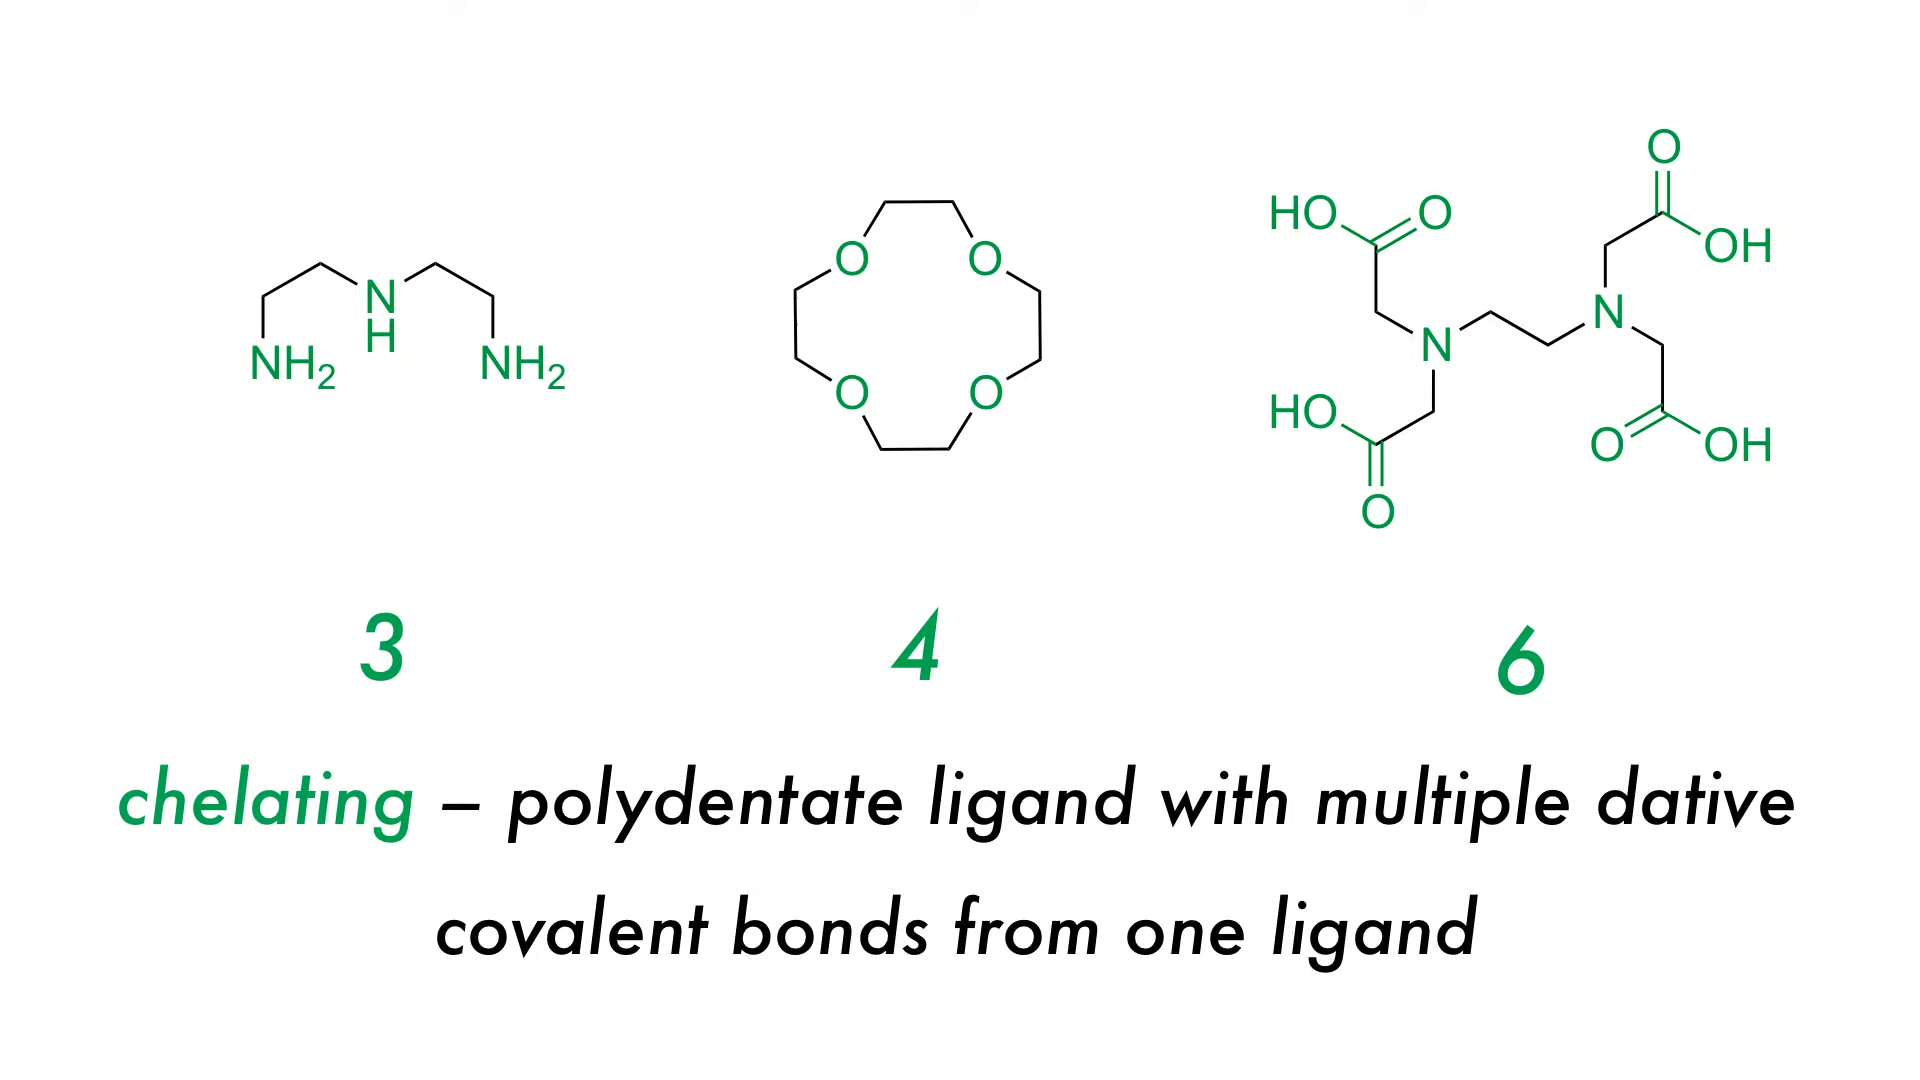 O
HO O
OH
O O
N
H
NH₂ NH₂
N
N
O O
HO
O OH
O
3 4 6
chelating – polydentate ligand with multiple dative
covalent bonds from one ligand